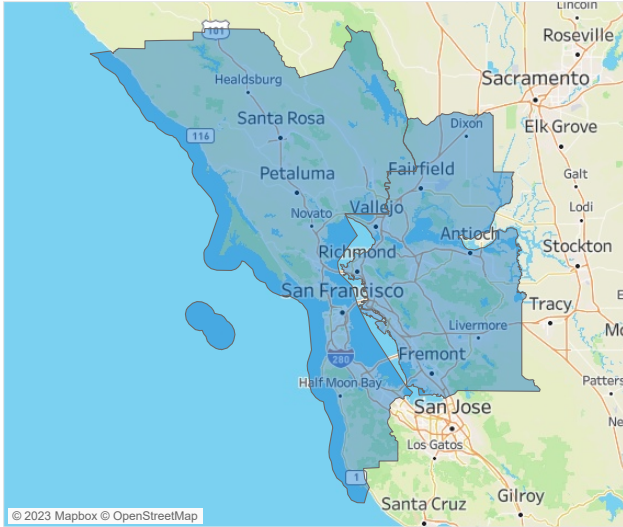 Lincoln
101
Roseville
Healdsburg
Sacramento
Santa Rosa
Dixon
116
Elk Grove
Petaluma
Fairfield
Galt
Novato
Vallejo
Lodi
Antioch
Stockton
Richmond
San Francisco
Tracy
Livermore
280
Fremont
Half Moon Bay
Patters
San Jose
Los Gatos
1
Gilroy
Santa Cruz
© 2023 Mapbox © OpenStreetMap